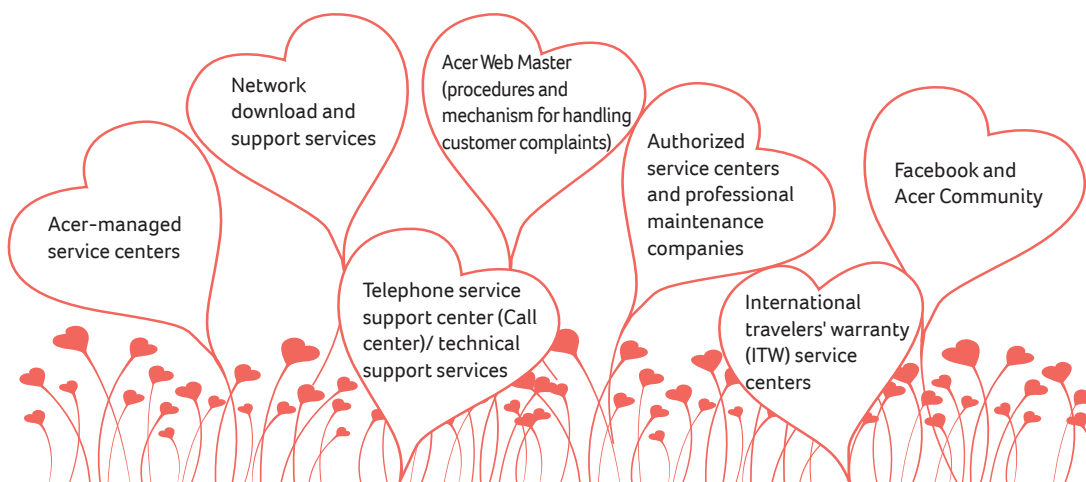 Acer-managed
service centers
Network
download and
support services
Acer Web Master
(procedures and
mechanism for handling
customer complaints)
Authorized
service centers
and professional
maintenance
companies
Facebook and
Acer Community
Telephone service
support center (Call
center)/ technical
support services
International
travelers' warranty
(ITW) service
centers